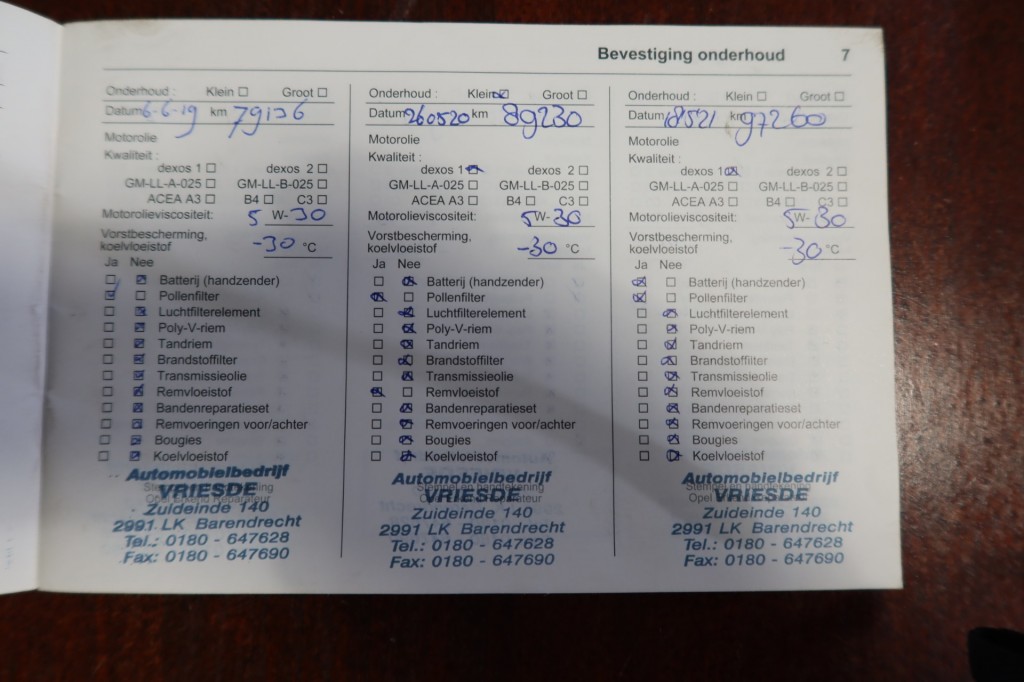 Bevestiging onderhoud 7
Onderhoud : Klein Groot
Datum 6-6-19 km 79136
Motorolie
Kwaliteit :
dexos 1 dexos 2
GM-LL-A-025 GM-LL-B-025
ACEA A3 B4 C3
Motorolieviscositeit: 5 W-30
Vorstbescherming,
koelvloeistof -30 °C
Ja Nee
Batterij (handzender)
Pollenfilter
Luchtfilterelement
Poly-V-riem
Tandriem
Brandstoffilter
Transmissieolie
Remvloeistof
Bandenreparatieset
Remvoeringen voor/achter
Bougies
Koelvloeistof
Automobielbedrijf
VRIESDE
Zuideinde 140
2991 LK Barendrecht
Tel.: 0180 - 647628
Fax: 0180 - 647690
Onderhoud : Klein Groot
Datum 260520 km 89230
Motorolie
Kwaliteit :
dexos 1 dexos 2
GM-LL-A-025 GM-LL-B-025
ACEA A3 B4 C3
Motorolieviscositeit: 5W-30
Vorstbescherming,
koelvloeistof -30 °C
Ja Nee
Batterij (handzender)
Pollenfilter
Luchtfilterelement
Poly-V-riem
Tandriem
Brandstoffilter
Transmissieolie
Remvloeistof
Bandenreparatieset
Remvoeringen voor/achter
Bougies
Koelvloeistof
Automobielbedrijf
Stempel en handtekening
VRIESDE
Zuideinde 140
2991 LK Barendrecht
Tel.: 0180 - 647628
Fax: 0180 - 647690
Onderhoud : Klein Groot
Datum 18521 km 97260
Motorolie
Kwaliteit :
dexos 1 dexos 2
GM-LL-A-025 GM-LL-B-025
ACEA A3 B4 C3
Motorolieviscositeit: 5W-30
Vorstbescherming,
koelvloeistof -30 °C
Ja Nee
Batterij (handzender)
Pollenfilter
Luchtfilterelement
Poly-V-riem
Tandriem
Brandstoffilter
Transmissieolie
Remvloeistof
Bandenreparatieset
Remvoeringen voor/achter
Bougies
Koelvloeistof
Automobielbedrijf
Stempel en handtekening
VRIESDE
Zuideinde 140
2991 LK Barendrecht
Tel.: 0180 - 647628
Fax: 0180 - 647690